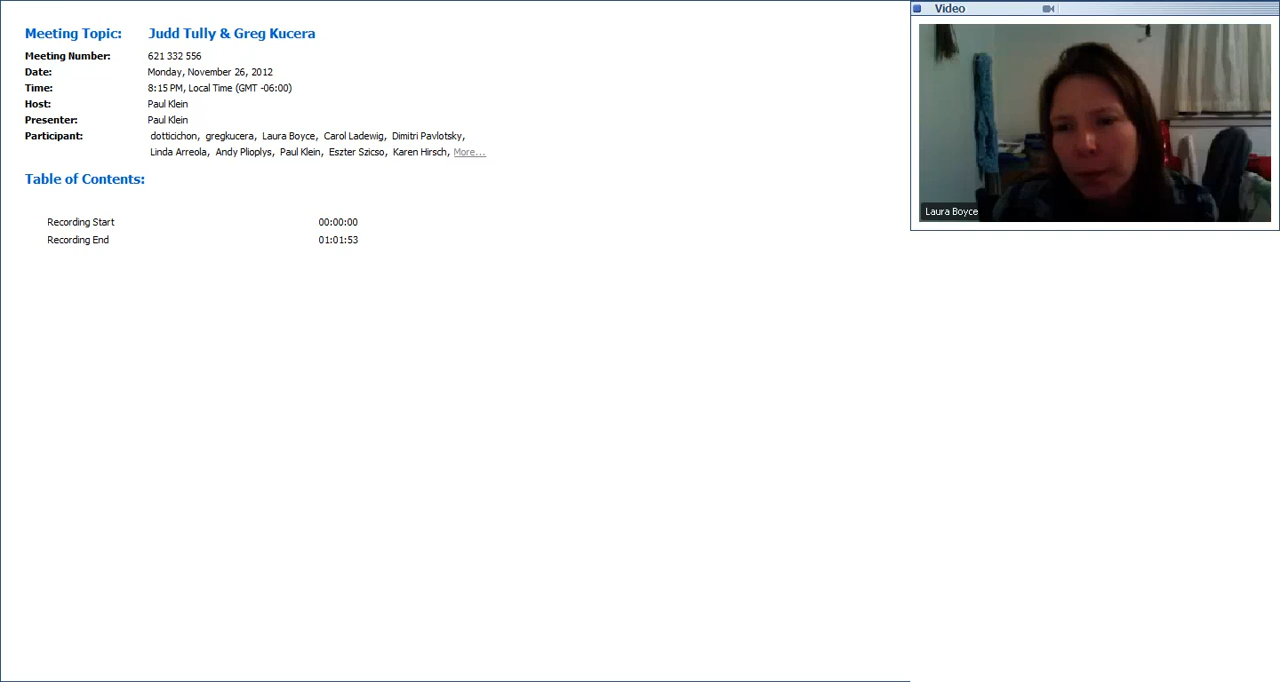 Meeting Topic: Judd Tully & Greg Kucera
Meeting Number: 621 332 556
Date: Monday, November 26, 2012
Time: 8:15 PM, Local Time (GMT -06:00)
Host: Paul Klein
Presenter: Paul Klein
Participant: dotticichon, gregkucera, Laura Boyce, Carol Ladewig, Dimitri Pavlotsky,
Linda Arreola, Andy Plioplys, Paul Klein, Eszter Szicso, Karen Hirsch, More...
Table of Contents:
Recording Start 00:00:00
Recording End 01:01:53
Video
Laura Boyce